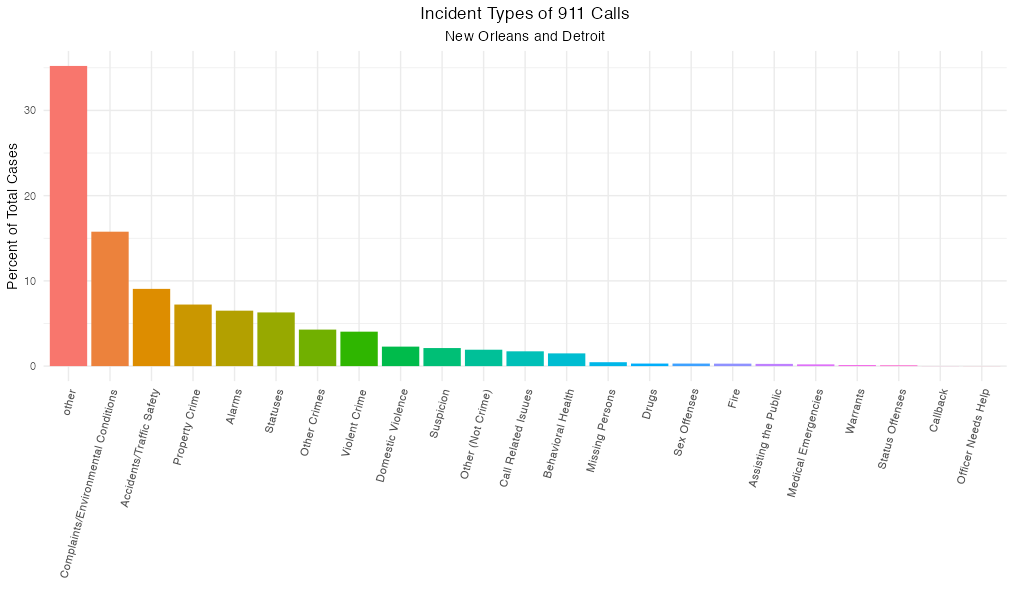 Incident Types of 911 Calls
New Orleans and Detroit
Percent of Total Cases
30
20
10
0
other
Complaints/Environmental Conditions
Accidents/Traffic Safety
Property Crime
Alarms
Statuses
Other Crimes
Violent Crime
Domestic Violence
Suspicion
Other (Not Crime)
Call Related Isuues
Behavioral Health
Missing Persons
Drugs
Sex Offenses
Fire
Assisting the Public
Medical Emergencies
Warrants
Status Offenses
Callback
Officer Needs Help